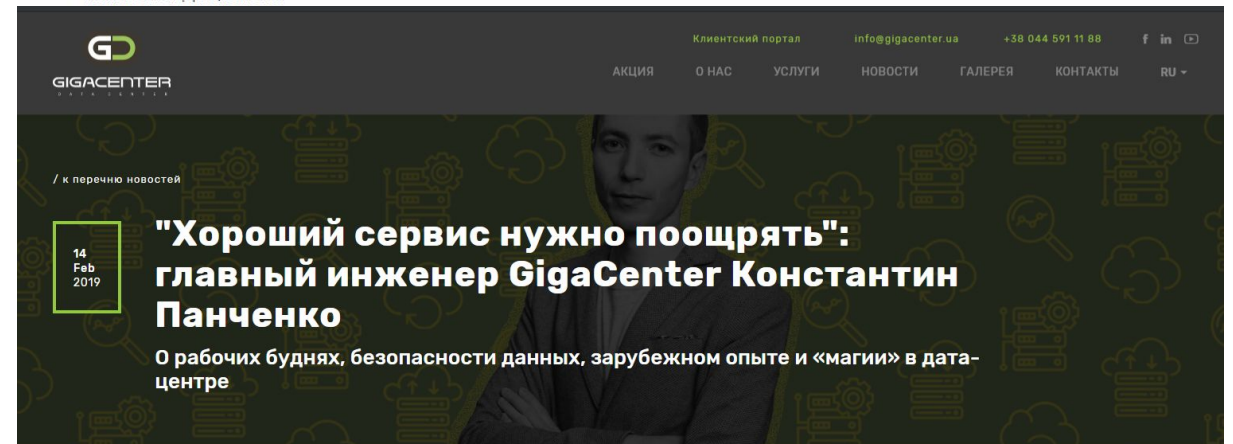 Клиентский портал info@gigacenter.ua +38 044 591 11 88 f in
GIGACENTER
DATA CENTER
АКЦИЯ О НАС УСЛУГИ НОВОСТИ ГАЛЕРЕЯ КОНТАКТЫ RU
/ к перечню новостей
14
Feb
2019
"Хороший сервис нужно поощрять":
главный инженер GigaCenter Константин
Панченко
О рабочих буднях, безопасности данных, зарубежном опыте и «магии» в дата-
центре